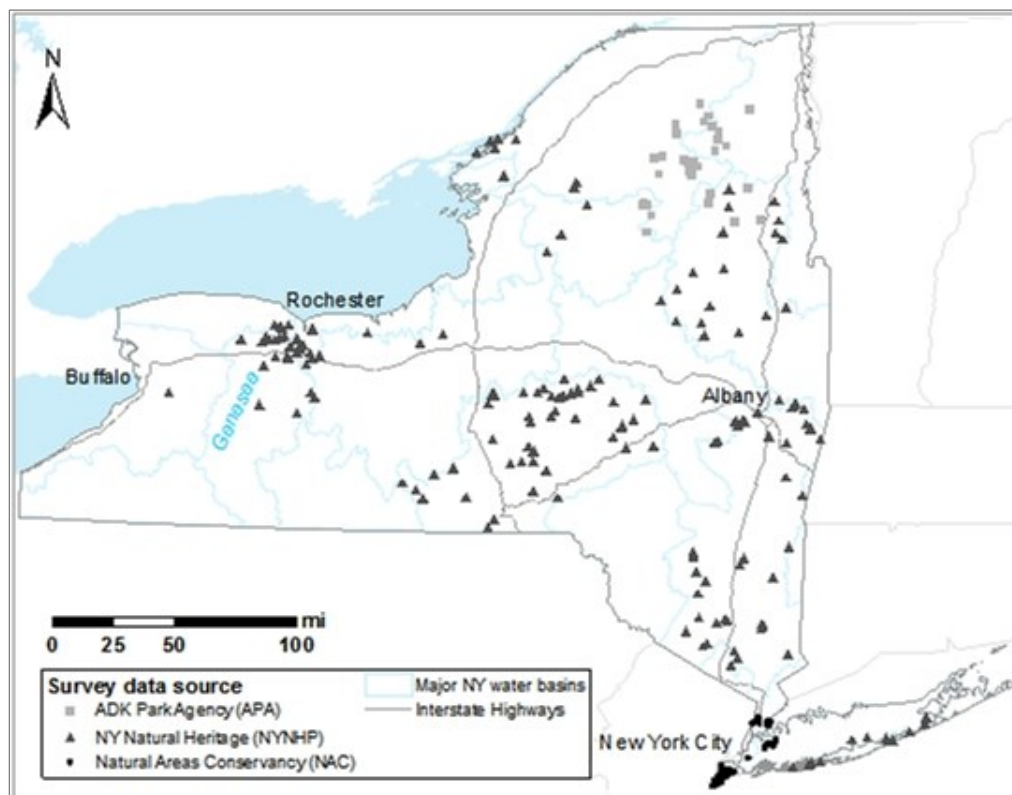 N
Rochester
Buffalo
Genesee
Albany
mi
0 25 50 100
Survey data source
ADK Park Agency (APA)
NY Natural Heritage (NYNHP)
Natural Areas Conservancy (NAC)
Major NY water basins
Interstate Highways
New York City